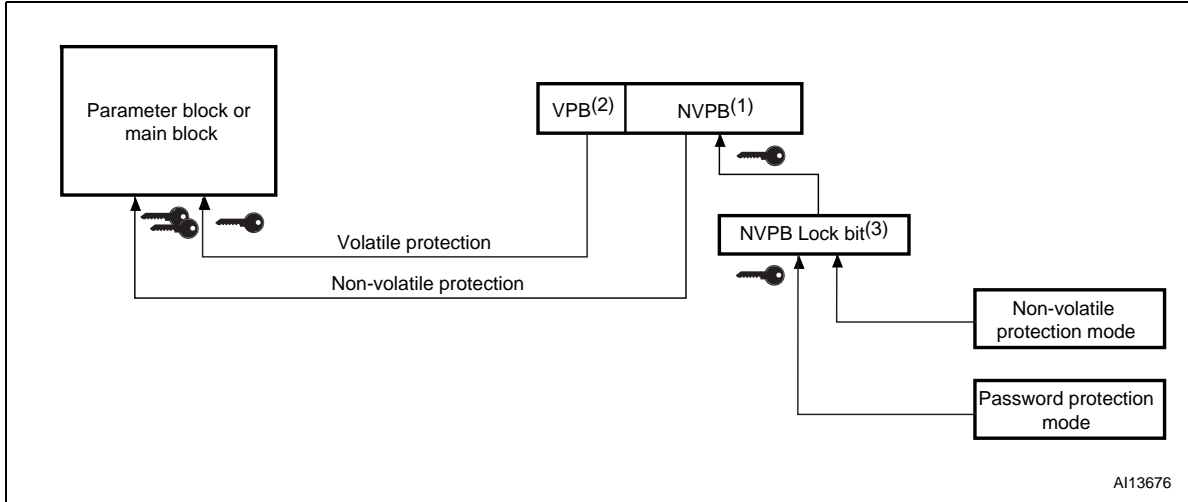 Parameter block or
main block
VPB(2)
NVPB(1)
NVPB Lock bit(3)
Volatile protection
Non-volatile protection
Non-volatile
protection mode
Password protection
mode
AI13676